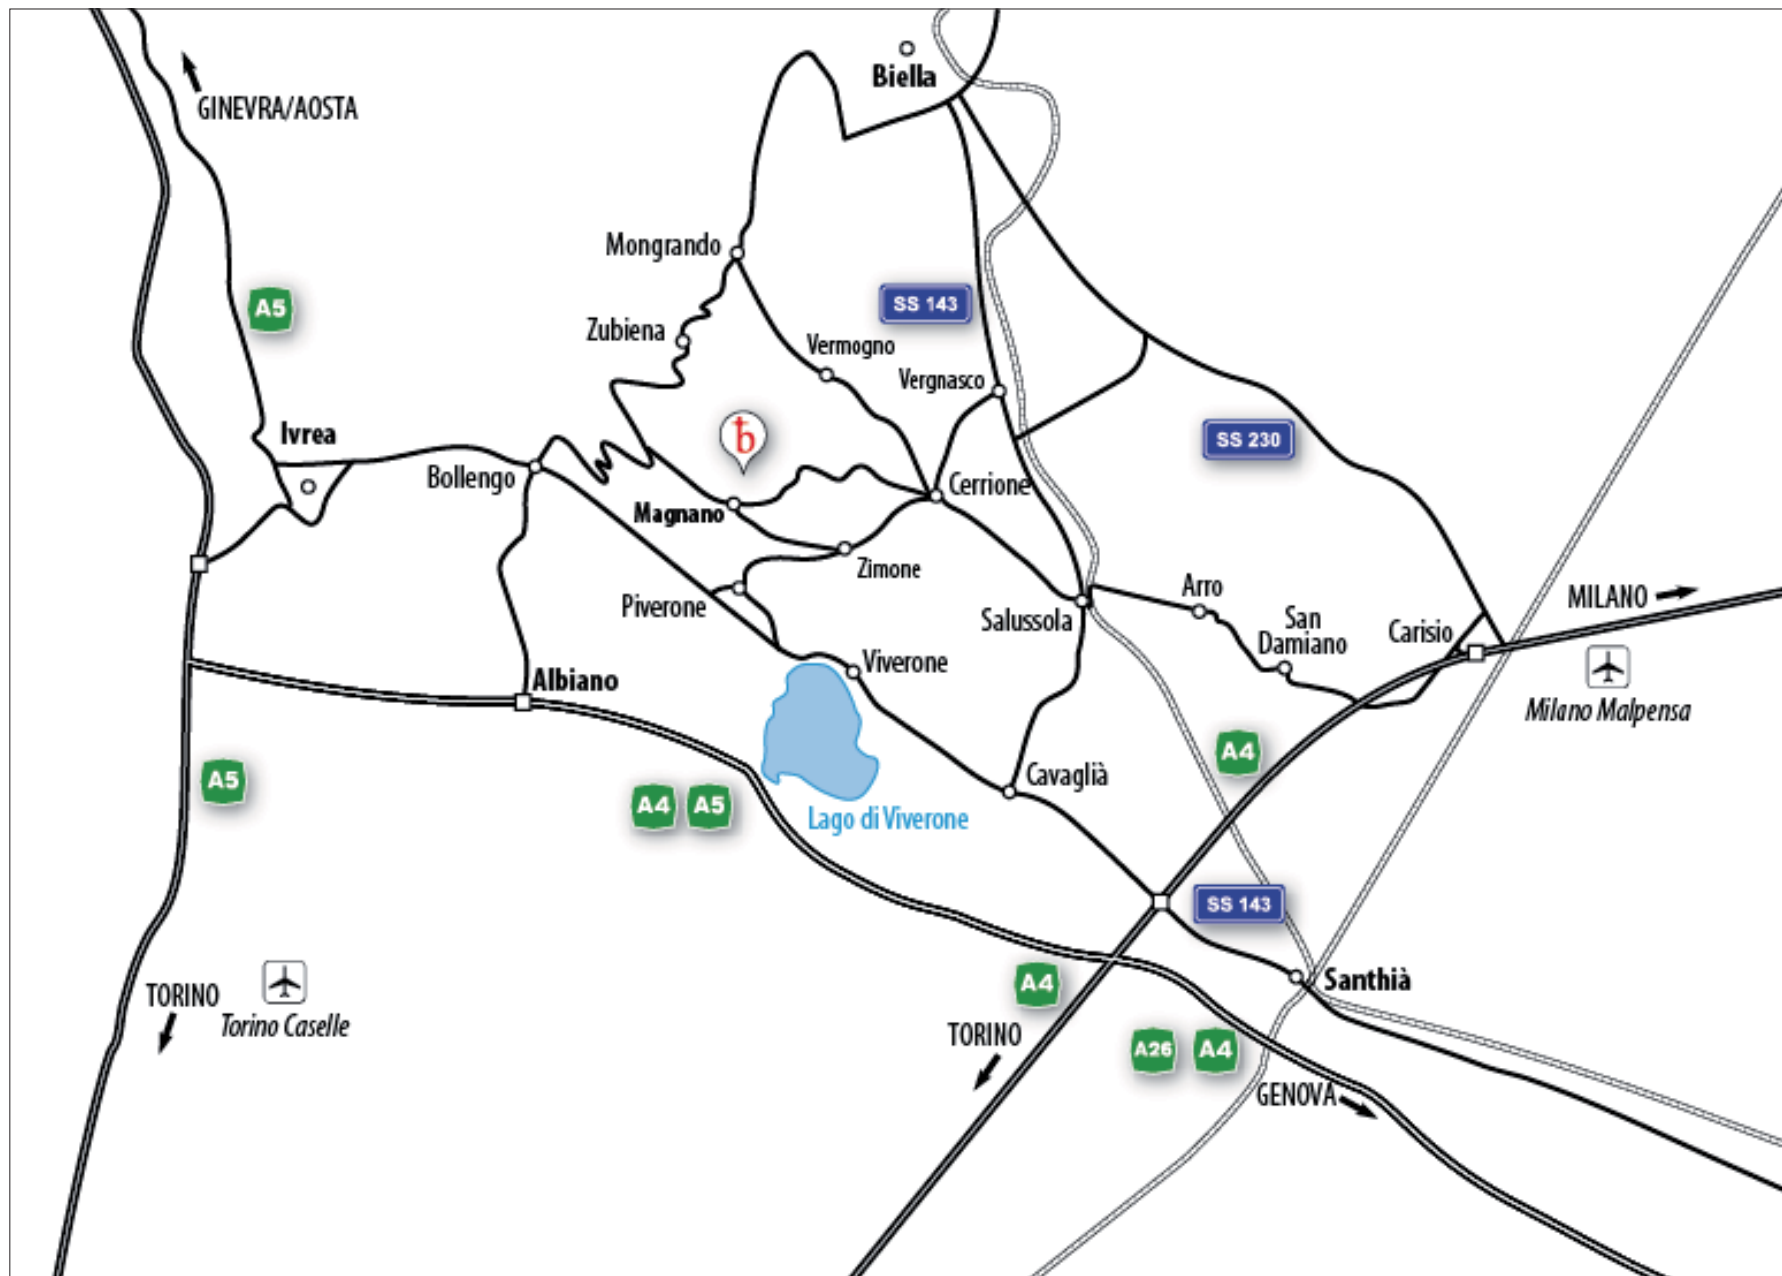 Biella
GINEVRA/AOSTA
Mongrando
A5
SS 143
Zubiena
Vermogno
Vergnasco
Ivrea
SS 230
Bollengo
Magnano
Cerrione
Zimone
Piverone
Arro
MILANO
Salussola
San
Damiano
Carisio
Viverone
Albiano
Milano Malpensa
A4
A5
A4 A5
Cavaglià
Lago di Viverone
SS 143
Santhià
A4
TORINO
Torino Caselle
TORINO
A26 A4
GENOVA